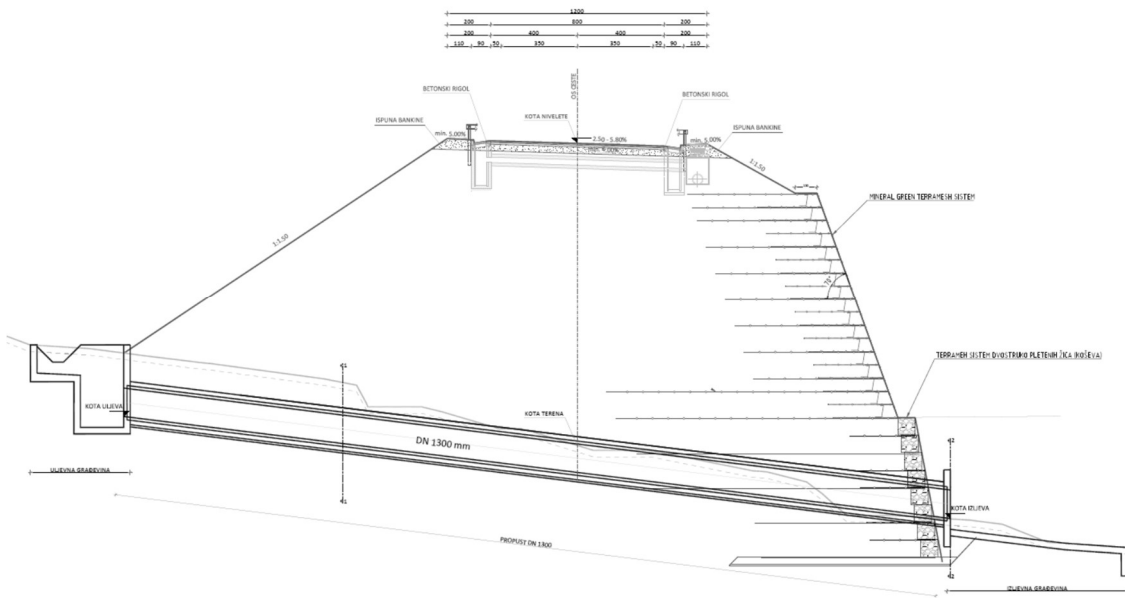 1200
200 800 200
200 400 400 200
110 90 50 350 350 50 90 110
OS CESTE
BETONSKI RIGOL
BETONSKI RIGOL
KOTA NIVELETE
ISPUNA BANKINE
ISPUNA BANKINE
min. 5.00%
2.50 - 5.80%
min. 5.00%
1:1.50
1:1.50
MINERAL GREEN TERRAMESH SISTEM
70°
TERRAMEH SISTEM DVOSTRUKO PLETENIH ŽICA (KOŠEVA)
KOTA ULJEVA
KOTA TERENA
DN 1300 mm
ULJEVNA GRAĐEVINA
KOTA IZLJEVA
PROPUST DN 1300
IZLJEVNA GRAĐEVINA